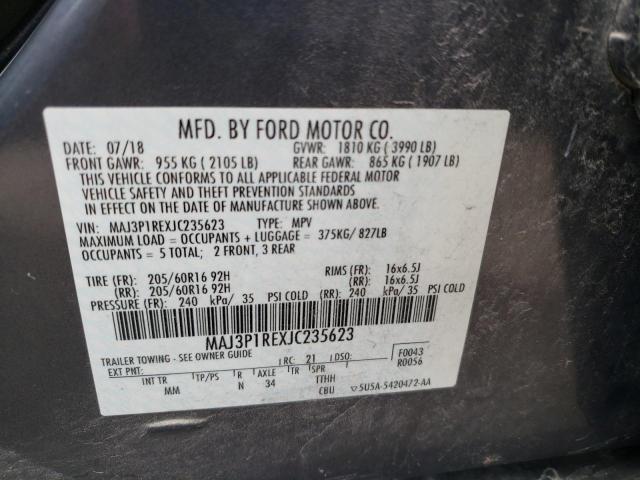 MFD. BY FORD MOTOR CO.
DATE: 07/18 GVWR: 1810 KG ( 3990 LB)
FRONT GAWR: 955 KG ( 2105 LB) REAR GAWR: 865 KG ( 1907 LB)
THIS VEHICLE CONFORMS TO ALL APPLICABLE FEDERAL MOTOR
VEHICLE SAFETY AND THEFT PREVENTION STANDARDS
IN EFFECT ON THE DATE OF MANUFACTURE SHOWN ABOVE.
VIN: MAJ3P1REXJC235623 TYPE: MPV
MAXIMUM LOAD = OCCUPANTS + LUGGAGE = 375KG/ 827LB
OCCUPANTS = 5 TOTAL; 2 FRONT, 3 REAR
TIRE (FR): 205/60R16 92H RIMS (FR): 16x6.5J
(RR): 205/60R16 92H (RR): 16x6.5J
PRESSURE (FR): 240 kPa/ 35 PSI COLD (RR): 240 kPa/ 35 PSI COLD
MAJ3P1REXJC235623
TRAILER TOWING - SEE OWNER GUIDE
EXT PNT: RC: 21 DSO: F0043
R0056
INT TR TP/PS R AXLE TR SPR
MM N 34 TTHH
CBU ▽5U5A-5420472-AA